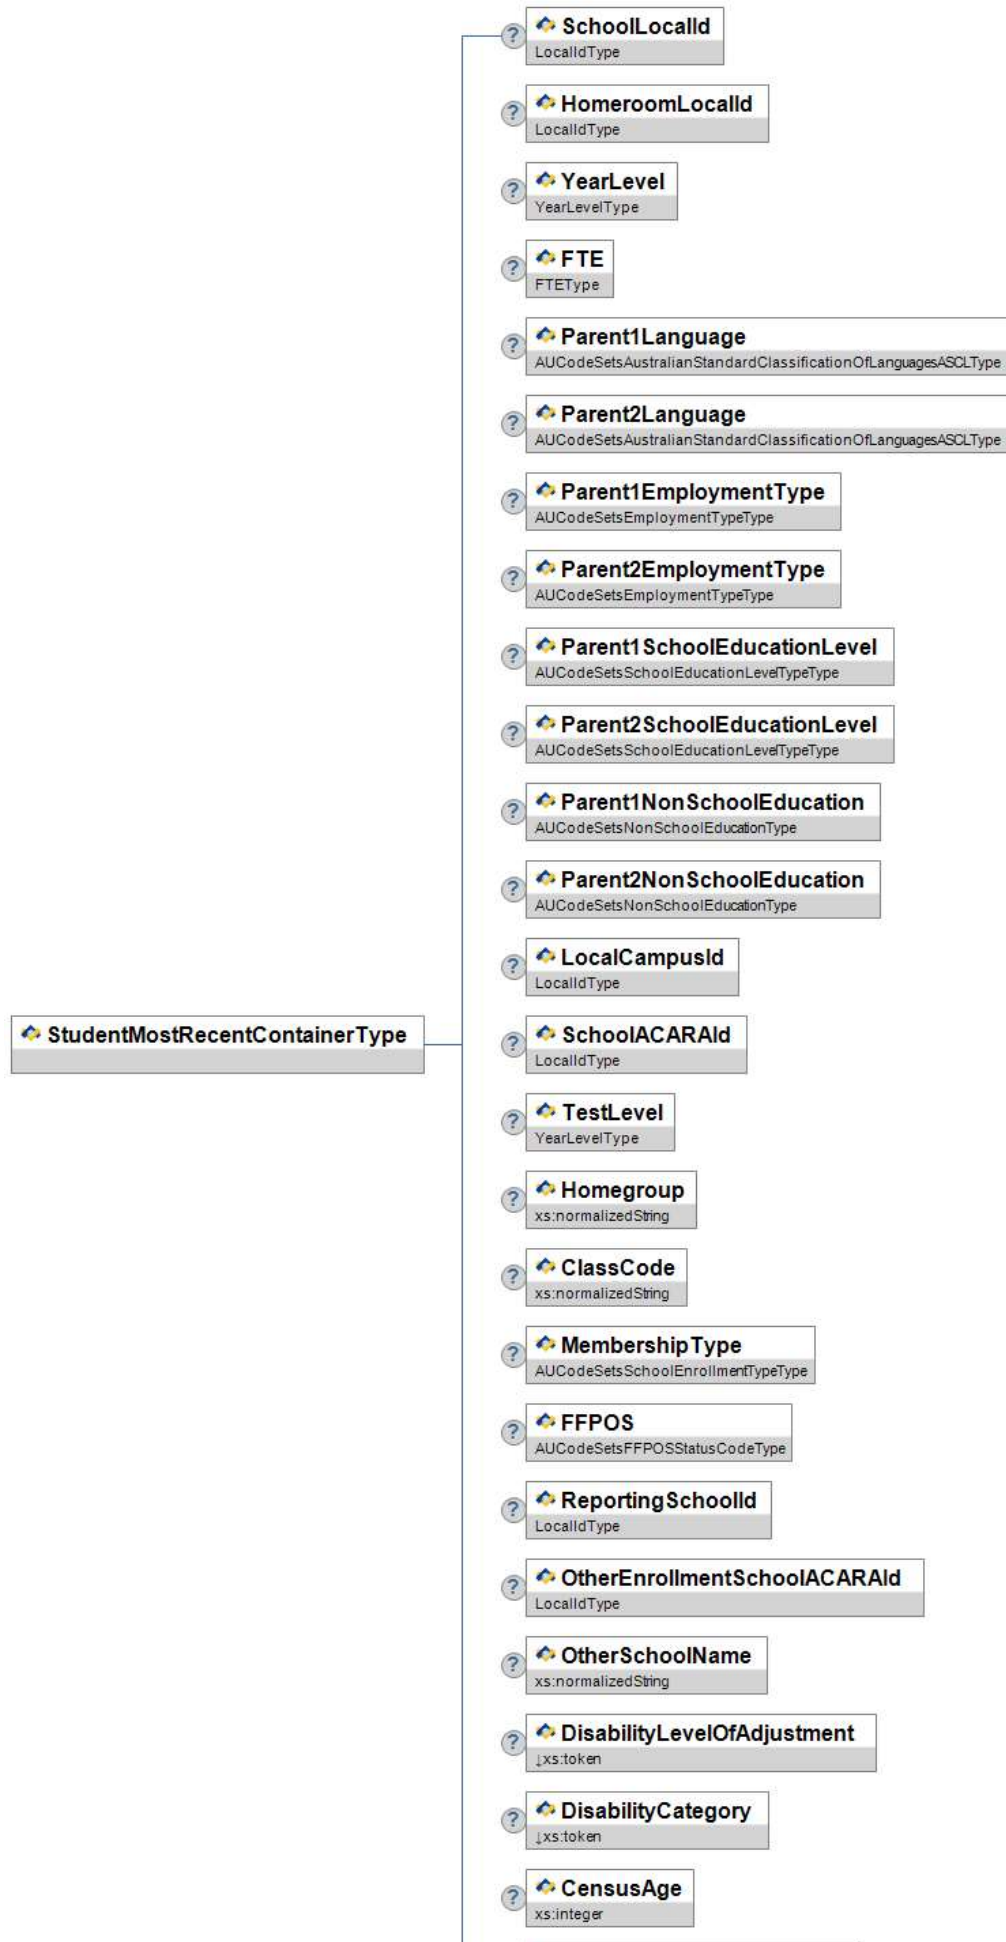 ?
SchoolLocalId
LocalIdType
?
HomeroomLocalId
LocalIdType
?
YearLevel
YearLevelType
?
FTE
FTEType
?
Parent1Language
AUCodeSetsAustralianStandardClassificationOfLanguagesASCLType
?
Parent2Language
AUCodeSetsAustralianStandardClassificationOfLanguagesASCLType
?
Parent1EmploymentType
AUCodeSetsEmploymentTypeType
?
Parent2EmploymentType
AUCodeSetsEmploymentTypeType
?
Parent1SchoolEducationLevel
AUCodeSetsSchoolEducationLevelTypeType
?
Parent2SchoolEducationLevel
AUCodeSetsSchoolEducationLevelTypeType
?
Parent1NonSchoolEducation
AUCodeSetsNonSchoolEducationType
?
Parent2NonSchoolEducation
AUCodeSetsNonSchoolEducationType
?
LocalCampusId
LocalIdType
StudentMostRecentContainerType
?
SchoolACARAId
LocalIdType
?
TestLevel
YearLevelType
?
Homegroup
xs:normalizedString
?
ClassCode
xs:normalizedString
?
MembershipType
AUCodeSetsSchoolEnrollmentTypeType
?
FFPOS
AUCodeSetsFFPOSStatusCodeType
?
ReportingSchoolId
LocalIdType
?
OtherEnrollmentSchoolACARAId
LocalIdType
?
OtherSchoolName
xs:normalizedString
?
DisabilityLevelOfAdjustment
↓xs:token
?
DisabilityCategory
↓xs:token
?
CensusAge
xs:integer